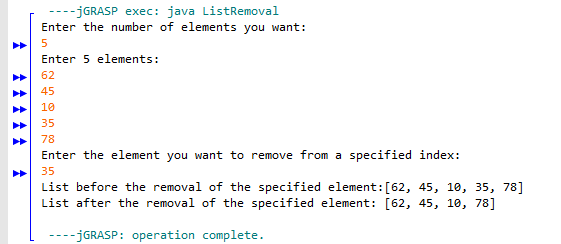 ----jGRASP exec: java ListRemoval
Enter the number of elements you want:
5
Enter 5 elements:
62
45
10
35
78
Enter the element you want to remove from a specified index:
35
List before the removal of the specified element:[62, 45, 10, 35, 78]
List after the removal of the specified element: [62, 45, 10, 78]
----jGRASP: operation complete.